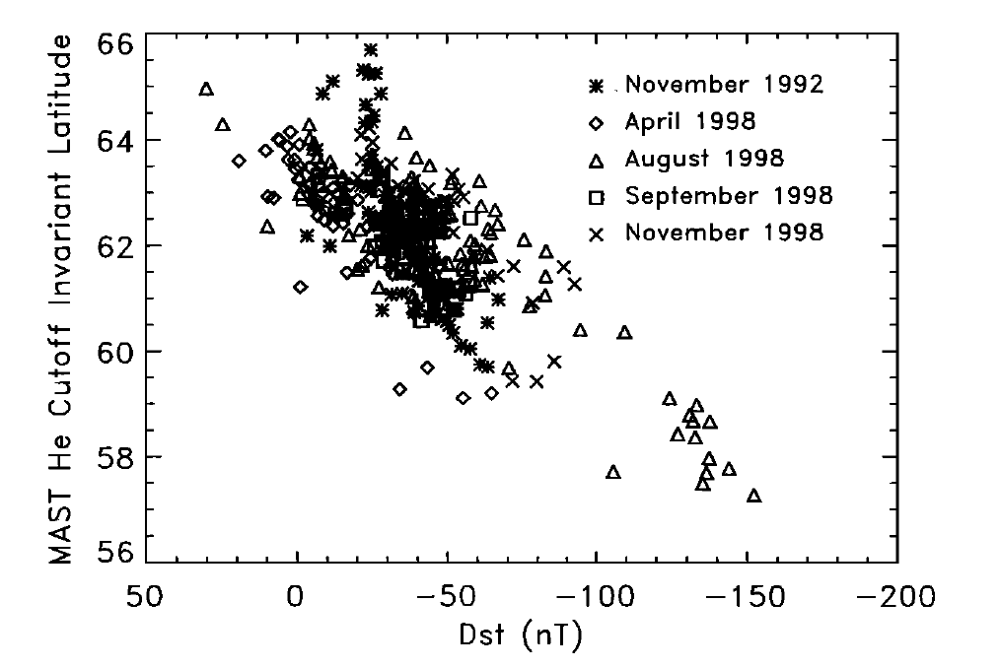 MAST He Cutoff Invariant Latitude
66
64
62
60
58
56
50
0
−50
−100
−150
−200
Dst (nT)
November 1992
April 1998
August 1998
September 1998
November 1998